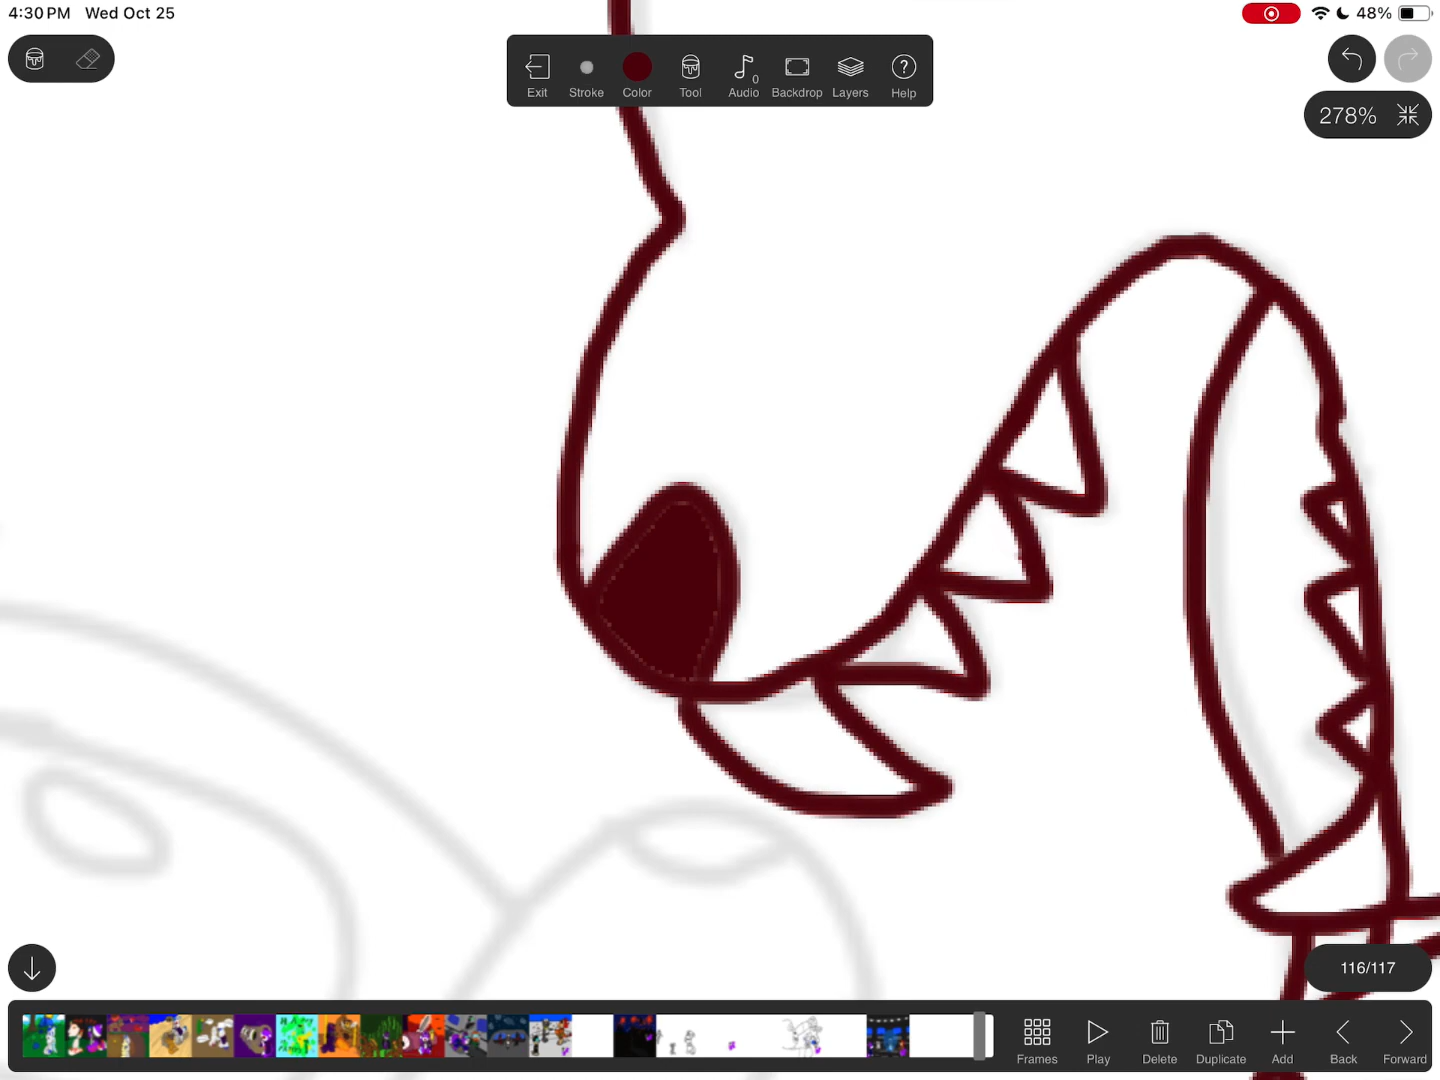 4:30 PM Wed Oct 25
48%
Exit Stroke Color Tool Audio 0 Backdrop Layers Help
278%
116/117
Frames Play Delete Duplicate Add Back Forward